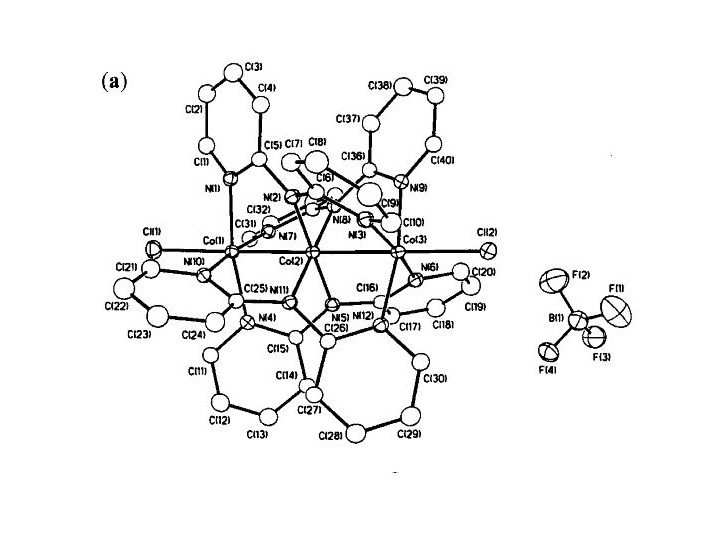 (a)
C(3)
C(38) C(39)
C(4)
C(2)
C(37)
C(1) C(5) C(7) C(8) C(36) C(40)
N(1) C(6) N(9)
N(2) C(9)
C(32) N(8) C(10)
C(31) N(7) N(3)
Cl(1) Co(1) Co(3) Cl(2)
N(10) Co(2) N(6)
C(21) C(20)
C(25) C(16) F(2)
C(22) N(11) C(19) F(1)
N(5) N(12) C(18)
C(23) C(24) N(4) C(26) C(17) B(1)
C(15) F(3)
C(11) C(14) C(30) F(4)
C(27)
C(12)
C(13) C(28) C(29)